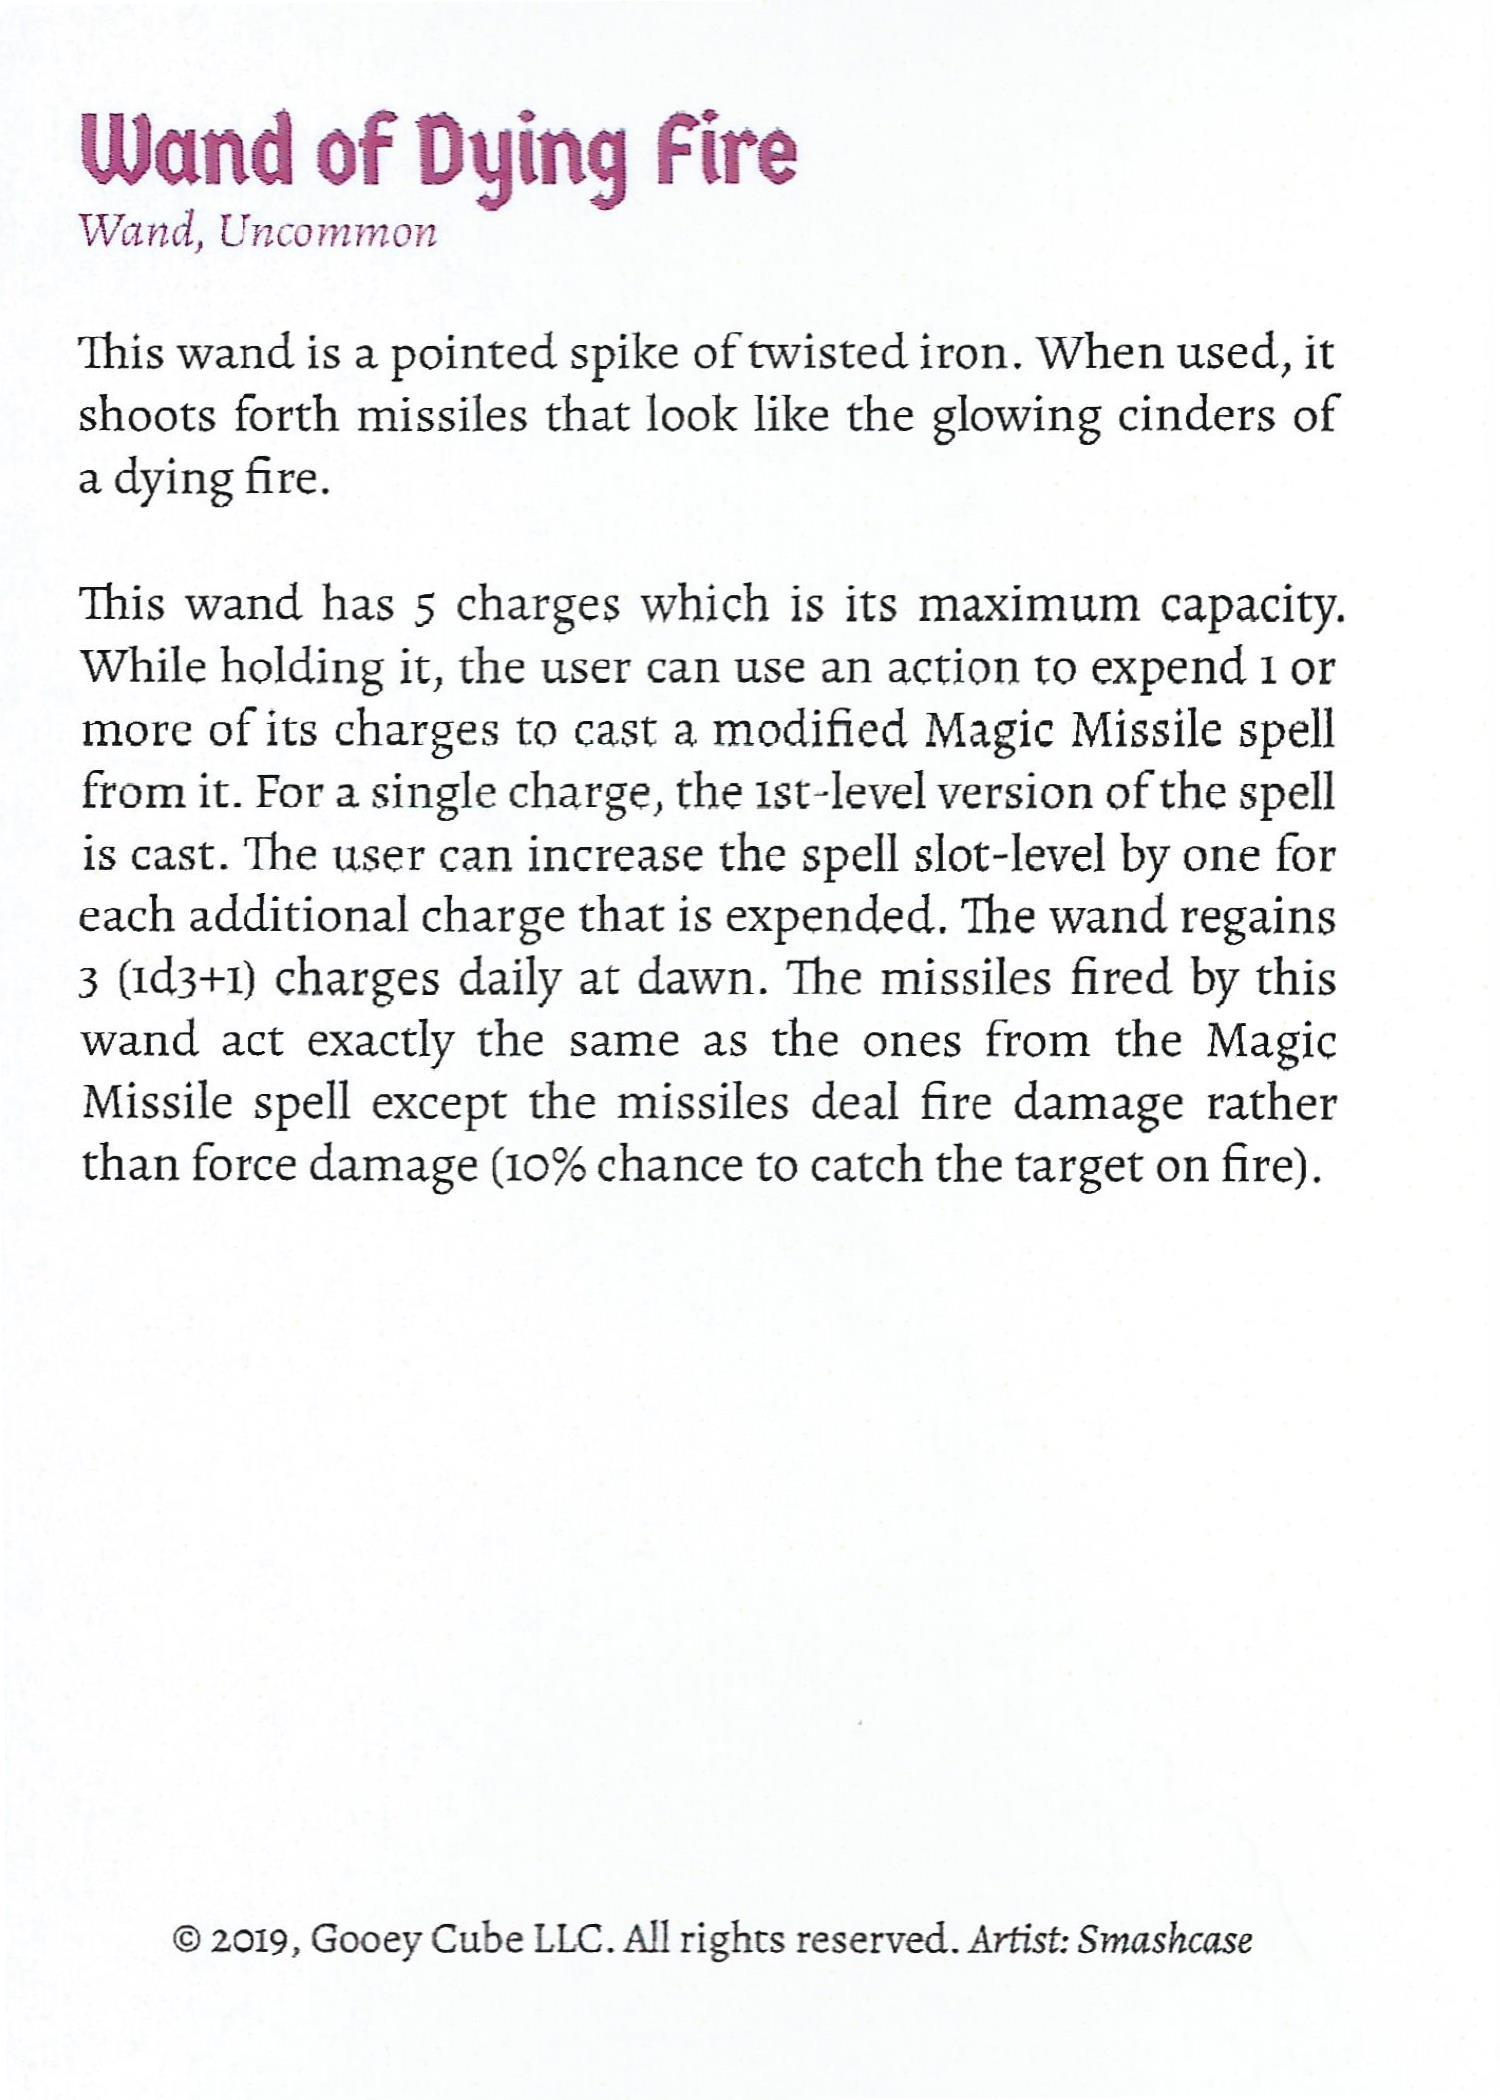 Wand of Dying Fire
Wand, Uncommon
This wand is a pointed spike of twisted iron. When used, it
shoots forth missiles that look like the glowing cinders of
a dying fire.
This wand has 5 charges which is its maximum capacity.
While holding it, the user can use an action to expend 1 or
more of its charges to cast a modified Magic Missile spell
from it. For a single charge, the 1st-level version of the spell
is cast. The user can increase the spell slot-level by one for
each additional charge that is expended. The wand regains
3 (1d3+1) charges daily at dawn. The missiles fired by this
wand act exactly the same as the ones from the Magic
Missile spell except the missiles deal fire damage rather
than force damage (10% chance to catch the target on fire).
© 2019, Gooey Cube LLC. All rights reserved. Artist: Smashcase